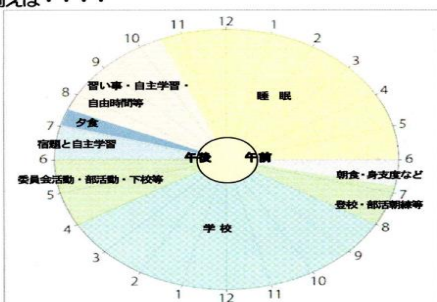 例えば・・・・
12
11
1
10
2
9
3
8
4
7
5
6
6
5
7
4
8
3
9
2
10
1
11
12
睡 眠
習い事・自主学習・
自由時間等
夕食
宿題と自主学習
午後
午前
委員会活動・部活動・下校等
朝食・身支度など
登校・部活朝練等
学 校